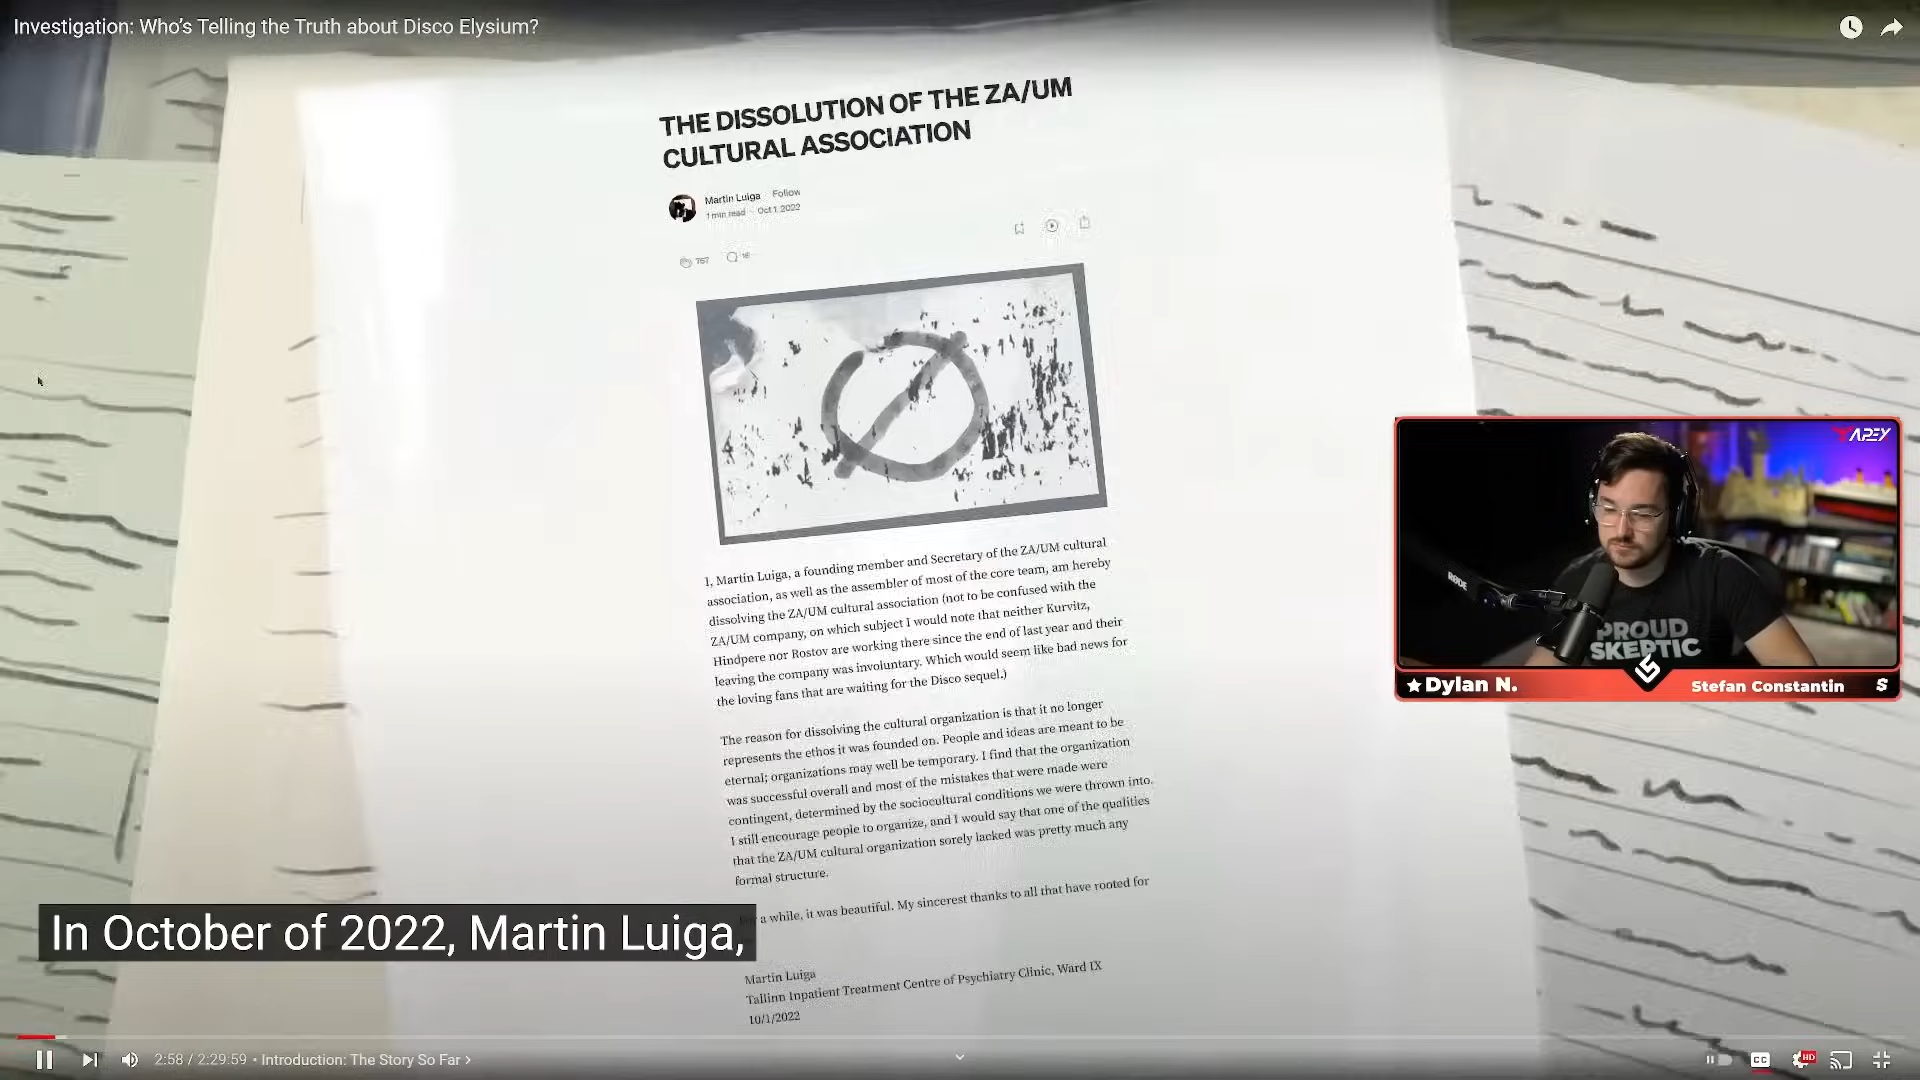 Investigation: Who's Telling the Truth about Disco Elysium?
THE DISSOLUTION OF THE ZA/UM
CULTURAL ASSOCIATION
Martin Luiga Follow
1 min read · Oct 1, 2022
757 16
I, Martin Luiga, a founding member and Secretary of the ZA/UM cultural
association, as well as the assembler of most of the core team, am hereby
dissolving the ZA/UM cultural association (not to be confused with the
ZA/UM company, on which subject I would note that neither Kurvitz,
Hindpere nor Rostov are working there since the end of last year and their
leaving the company was involuntary. Which would seem like bad news for
the loving fans that are waiting for the Disco sequel.)
The reason for dissolving the cultural organization is that it no longer
represents the ethos it was founded on. People and ideas are meant to be
eternal; organizations may well be temporary. I find that the organization
was successful overall and most of the mistakes that were made were
contingent, determined by the sociocultural conditions we were thrown into.
I still encourage people to organize, and I would say that one of the qualities
that the ZA/UM cultural organization sorely lacked was pretty much any
formal structure.
a while, it was beautiful. My sincerest thanks to all that have rooted for
In October of 2022, Martin Luiga,
Martin Luiga
Tallinn Inpatient Treatment Centre of Psychiatry Clinic, Ward IX
10/1/2022
APEY
RØDE
PROUD
SKEPTIC
Dylan N.
Stefan Constantin S
2:58 / 2:29:59 • Introduction: The Story So Far >
CC
HD